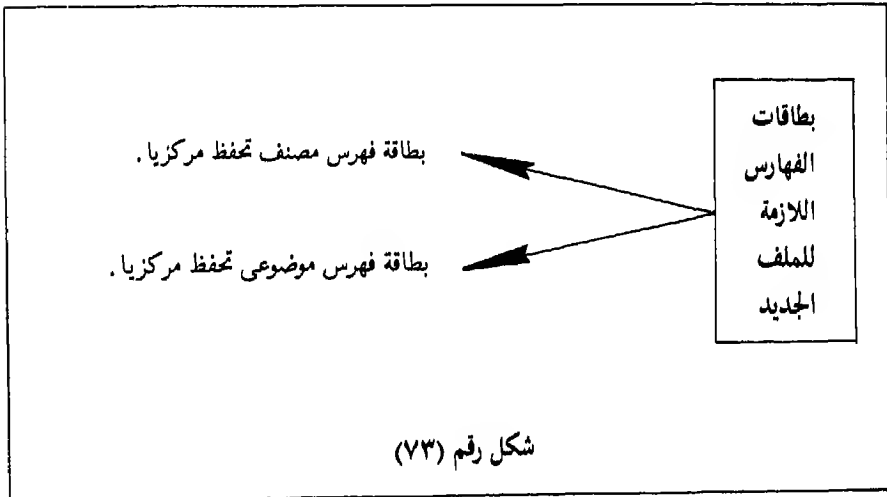 بطاقات
الفهارس
اللازمة
للملف
الجديد
بطاقة فهرس مصنف تحفظ مركزيا .
بطاقة فهرس موضوعى تحفظ مركزيا .
شكل رقم (٧٣)